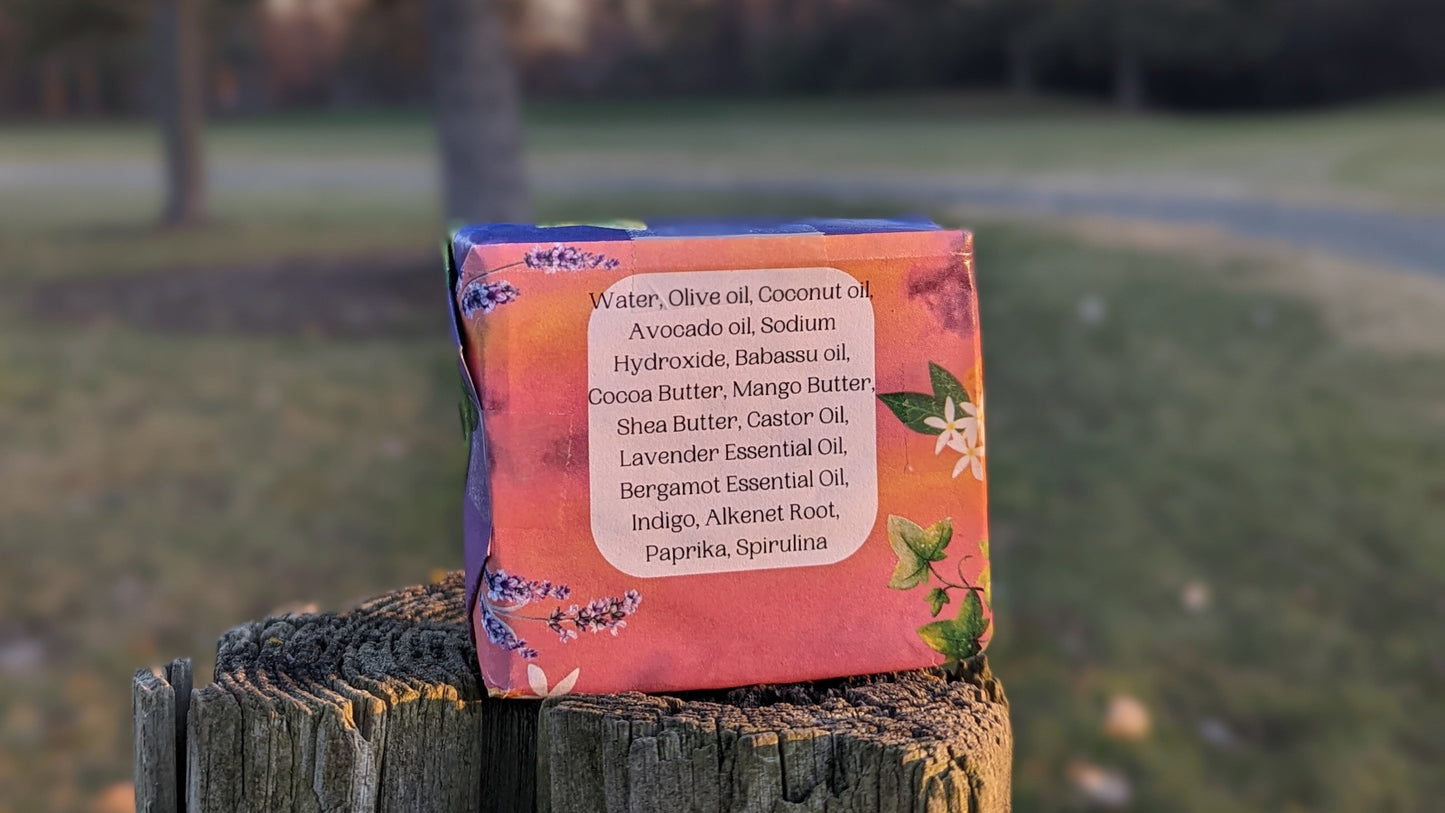 Water, Olive oil, Coconut oil,
Avocado oil, Sodium
Hydroxide, Babassu oil,
Cocoa Butter, Mango Butter,
Shea Butter, Castor Oil,
Lavender Essential Oil,
Bergamot Essential Oil,
Indigo, Alkenet Root,
Paprika, Spirulina